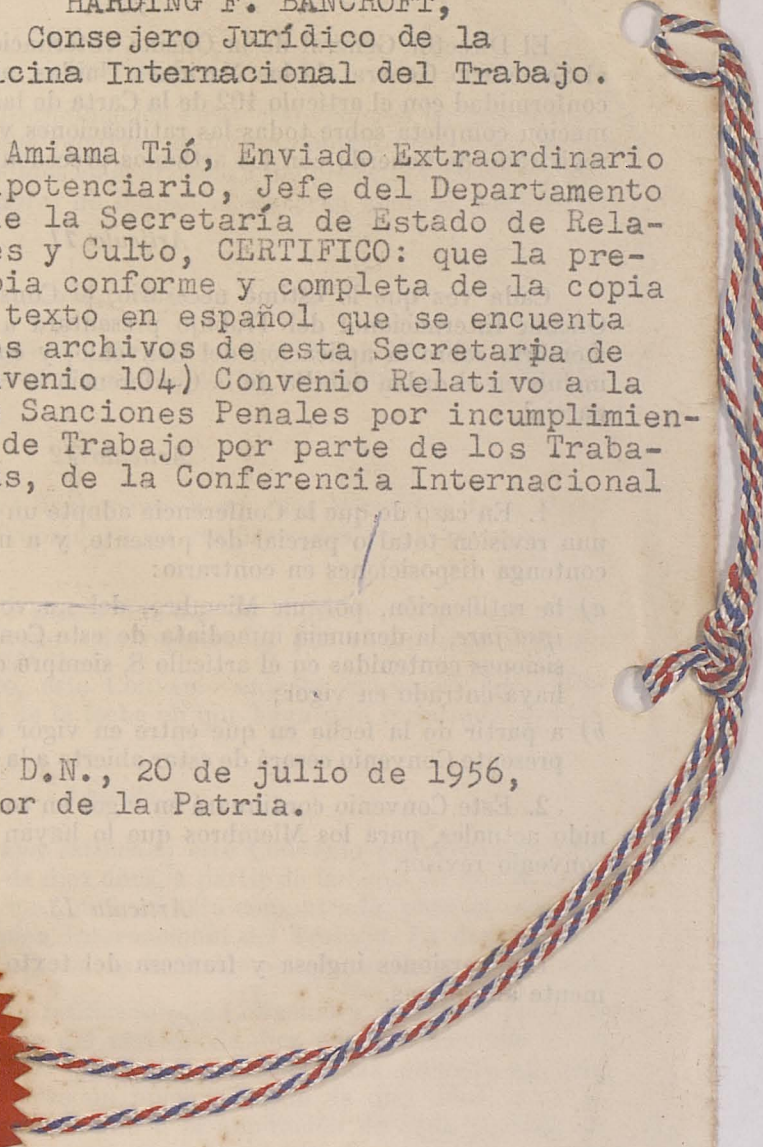 HARDING F. BANCROFT,
Consejero Jurídico de la
cina Internacional del Trabajo.
Amiama Tió, Enviado Extraordinario
potenciario, Jefe del Departamento
e la Secretaría de Estado de Rela-
s y Culto, CERTIFICO: que la pre-
ia conforme y completa de la copia
texto en español que se encuenta
s archivos de esta Secretarpa de
venio 104) Convenio Relativo a la
Sanciones Penales por incumplimien-
de Trabajo por parte de los Traba-
s, de la Conferencia Internacional
D.N., 20 de julio de 1956,
or de la Patria.